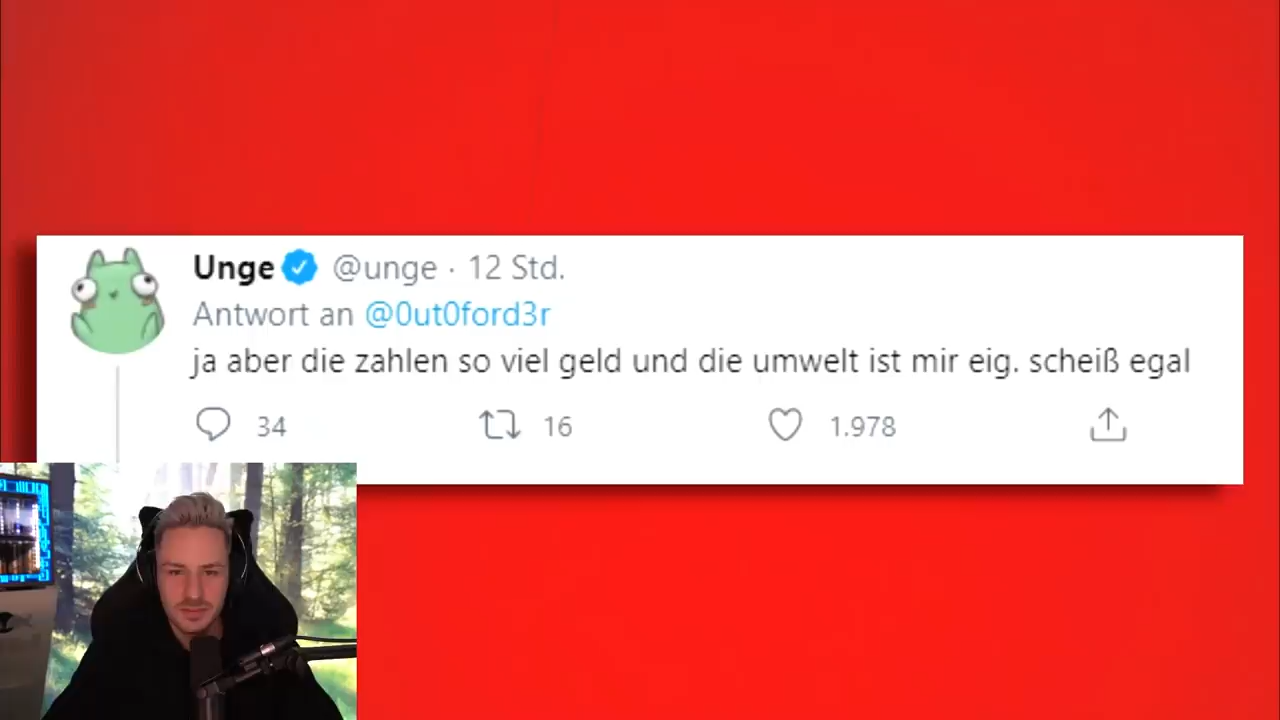 Unge @unge · 12 Std.
Antwort an @0ut0ford3r
ja aber die zahlen so viel geld und die umwelt ist mir eig. scheiß egal
34 16 1.978